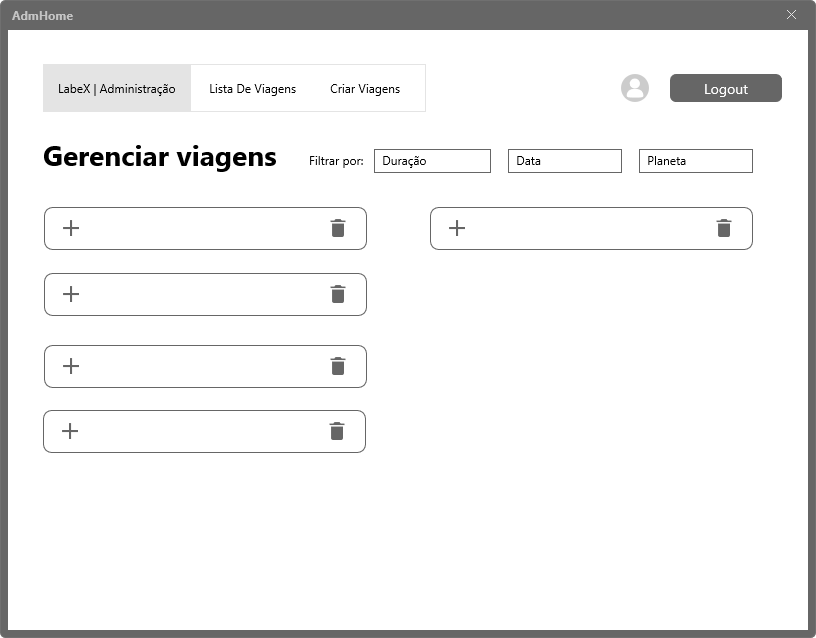 AdmHome
LabeX | Administração
Lista De Viagens
Criar Viagens
Logout
Gerenciar viagens
Filtrar por:
Duração
Data
Planeta